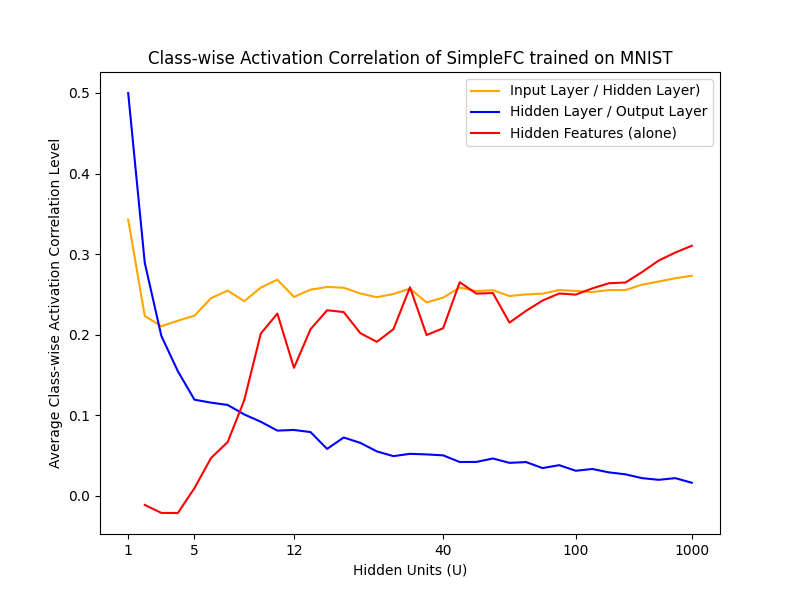 Class-wise Activation Correlation of SimpleFC trained on MNIST
Input Layer / Hidden Layer)
Hidden Layer / Output Layer
Hidden Features (alone)
Average Class-wise Activation Correlation Level
0.5
0.4
0.3
0.2
0.1
0.0
1 5 12 40 100 1000
Hidden Units (U)